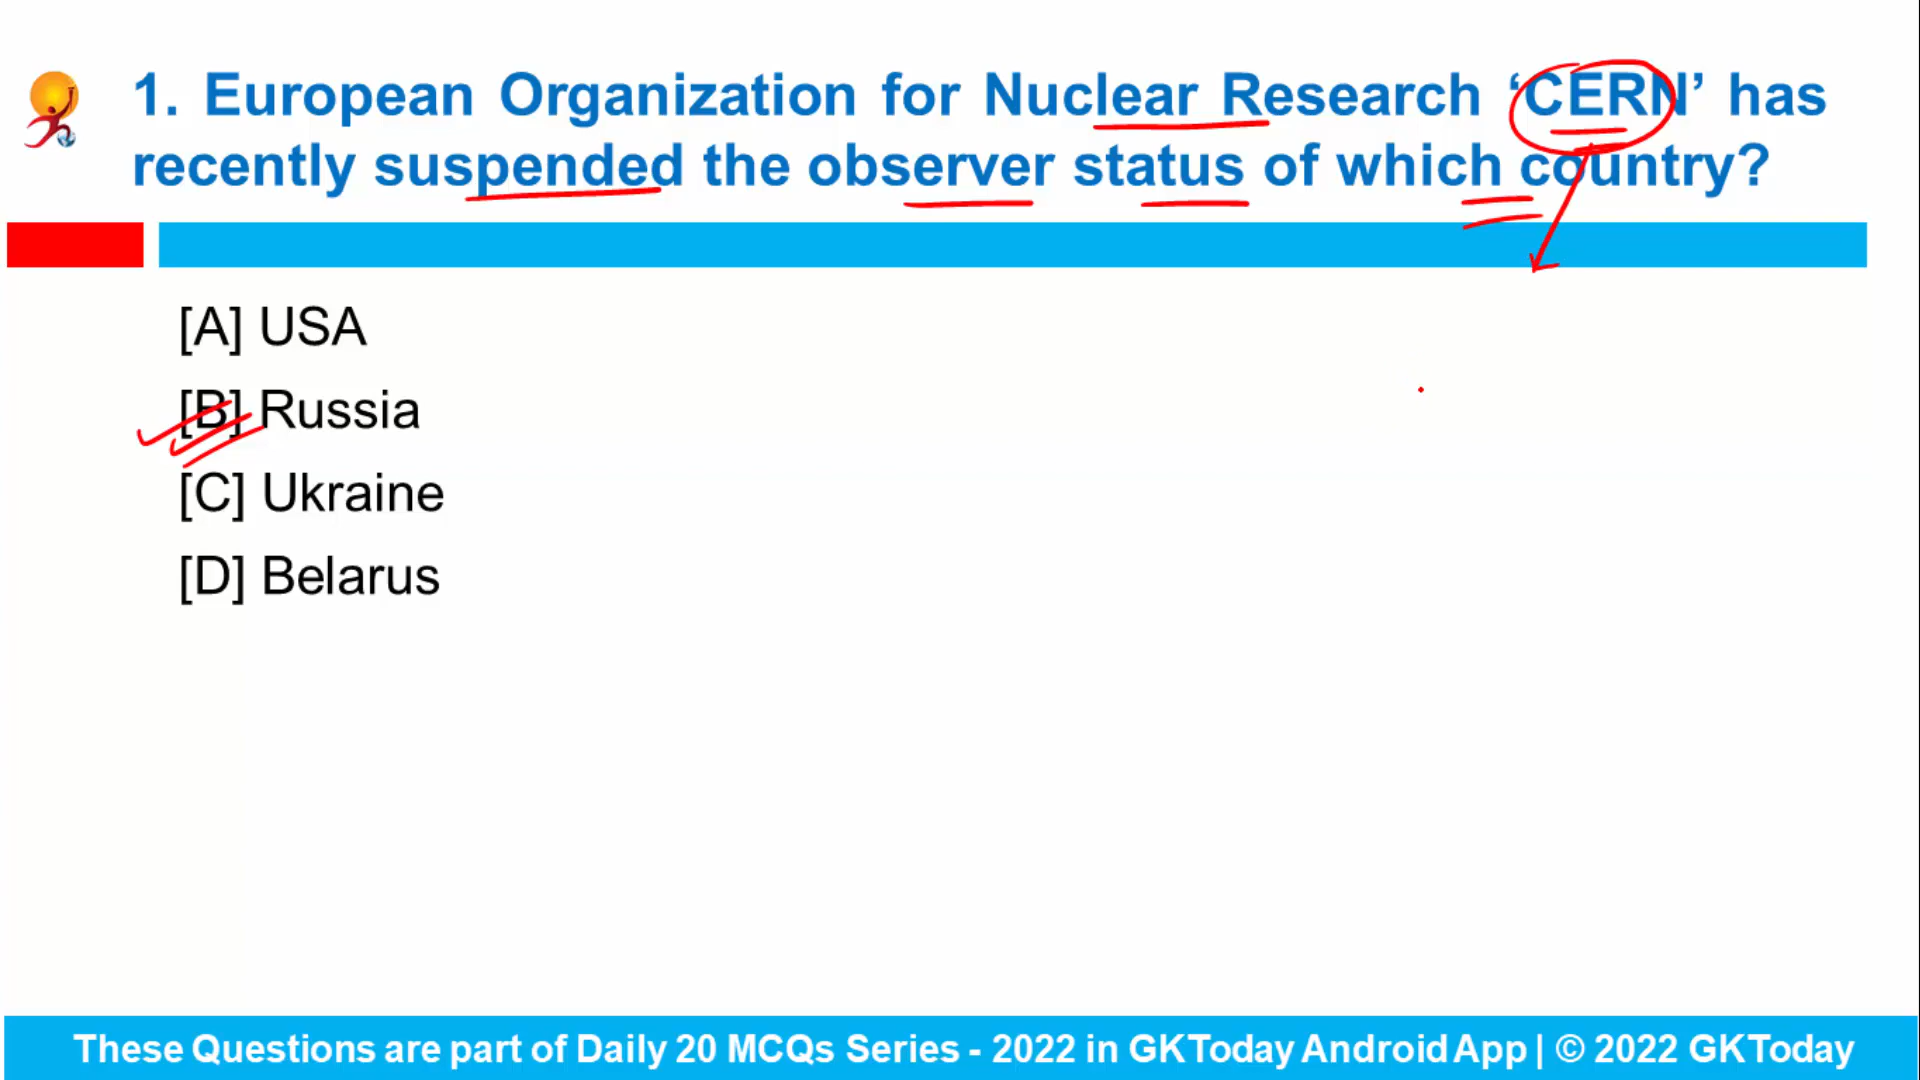 1. European Organization for Nuclear Research ‘CERN’ has
recently suspended the observer status of which country?
[A] USA
[B] Russia
[C] Ukraine
[D] Belarus
These Questions are part of Daily 20 MCQs Series - 2022 in GKToday Android App | © 2022 GKToday